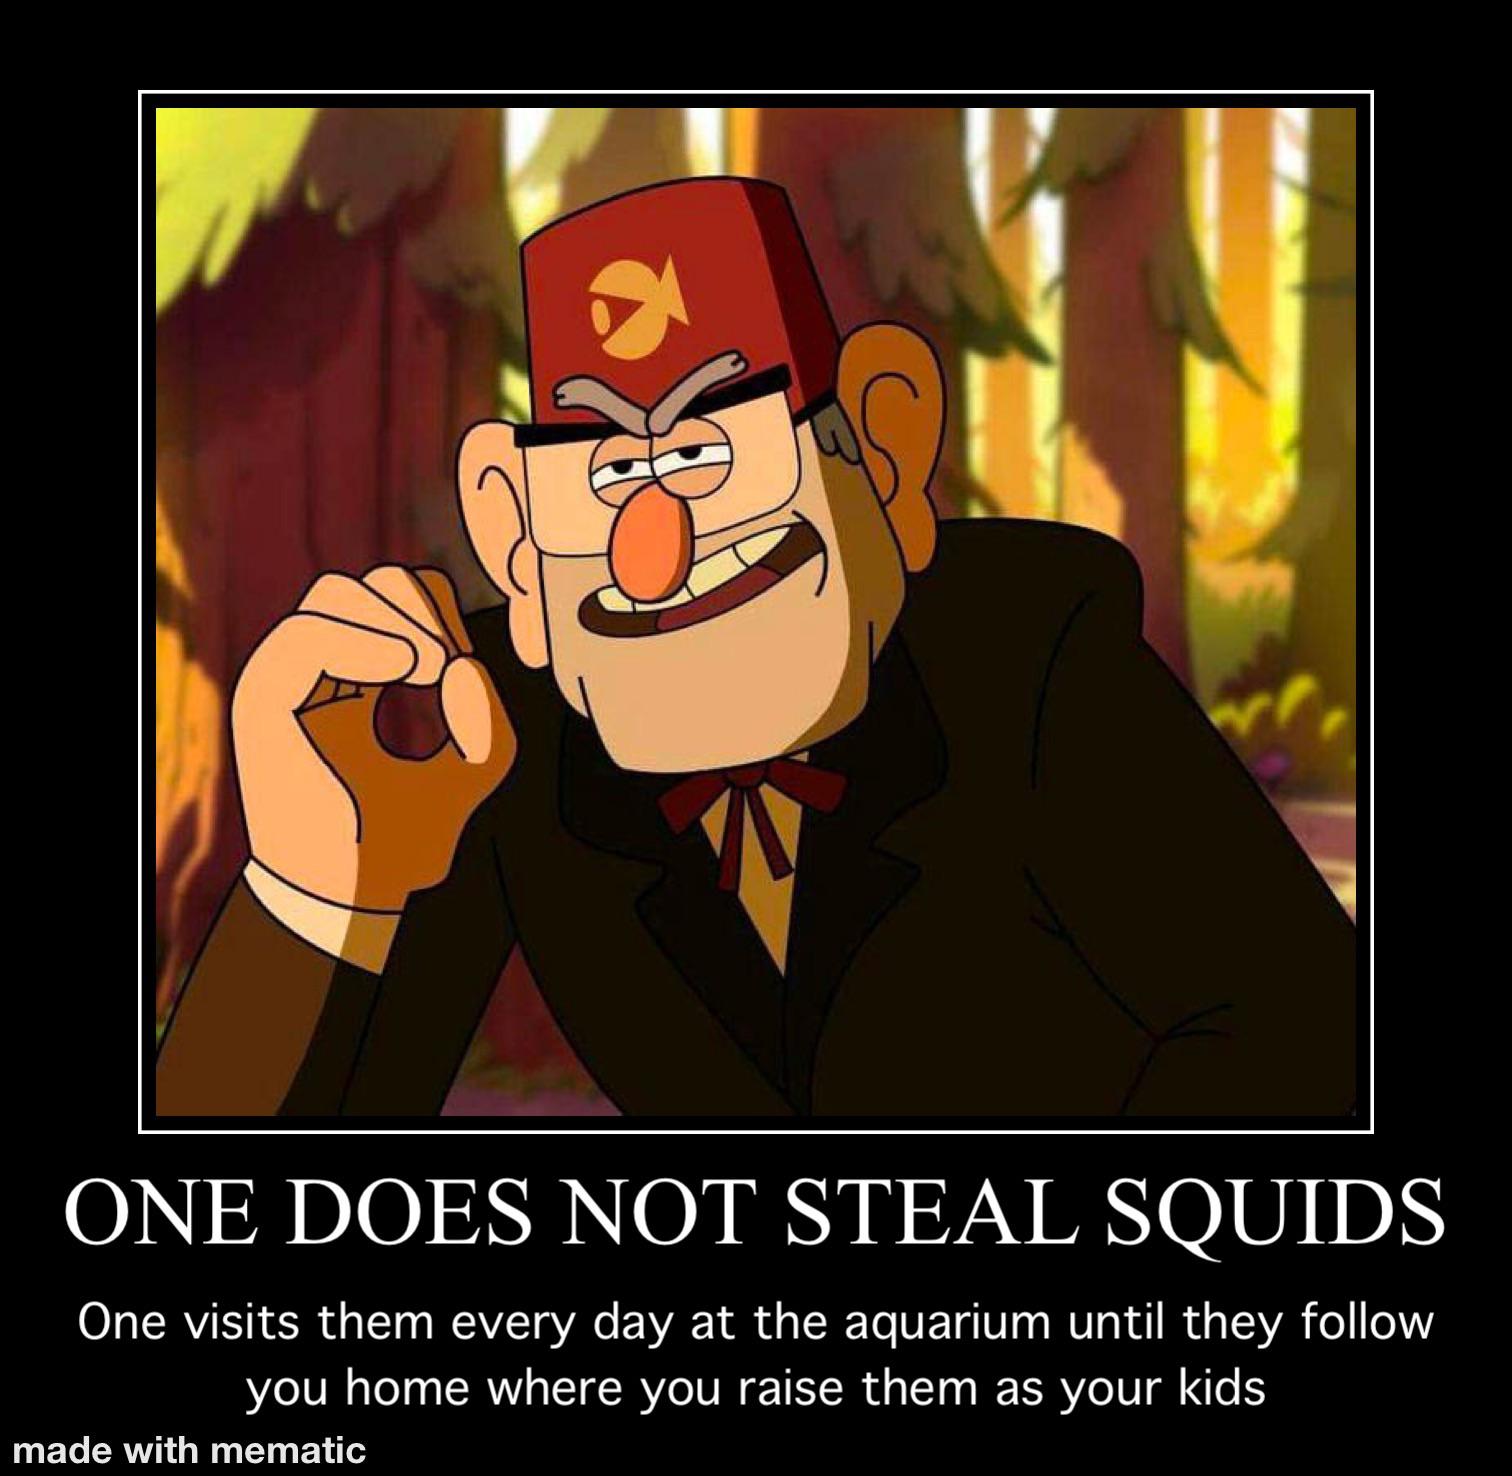 ONE DOES NOT STEAL SQUIDS
One visits them every day at the aquarium until they follow
you home where you raise them as your kids
made with mematic